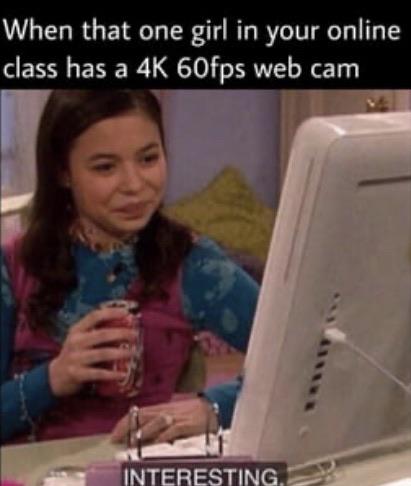 When that one girl in your online
class has a 4K 60fps web cam
INTERESTING.